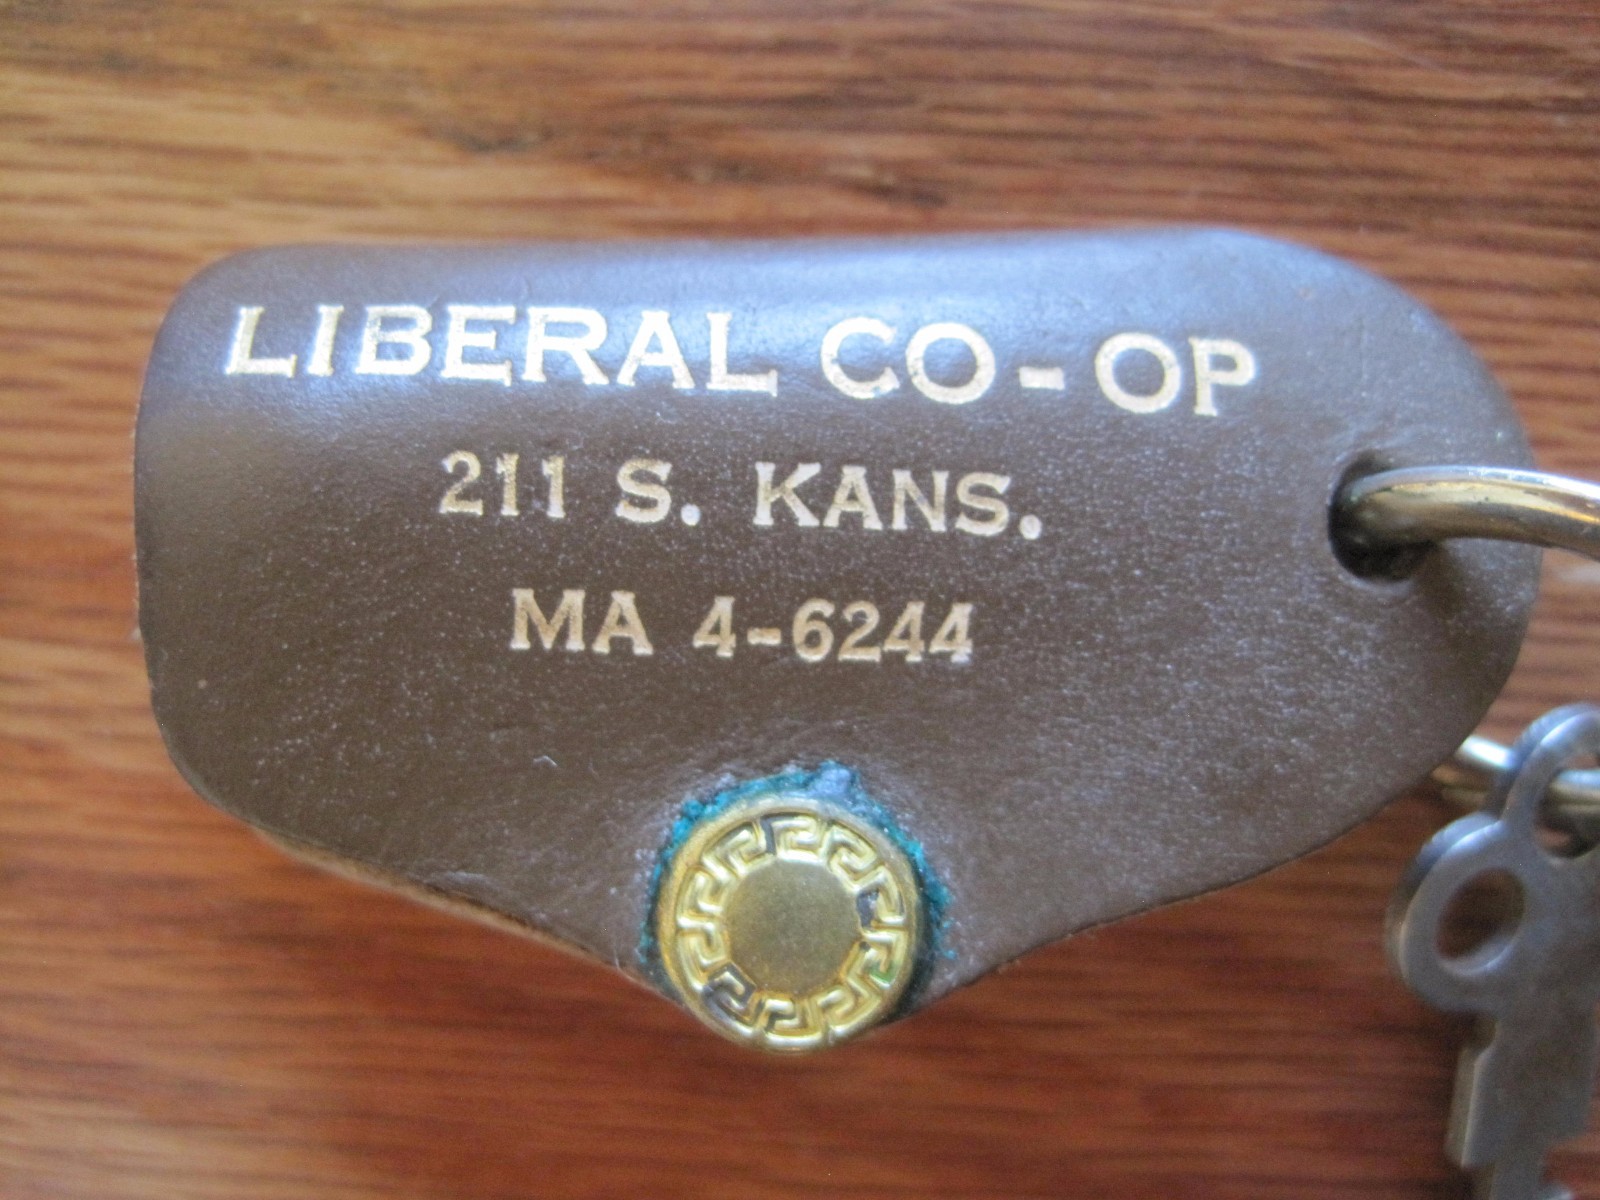 LIBERAL CO-OP
211 S. KANS.
MA 4-6244